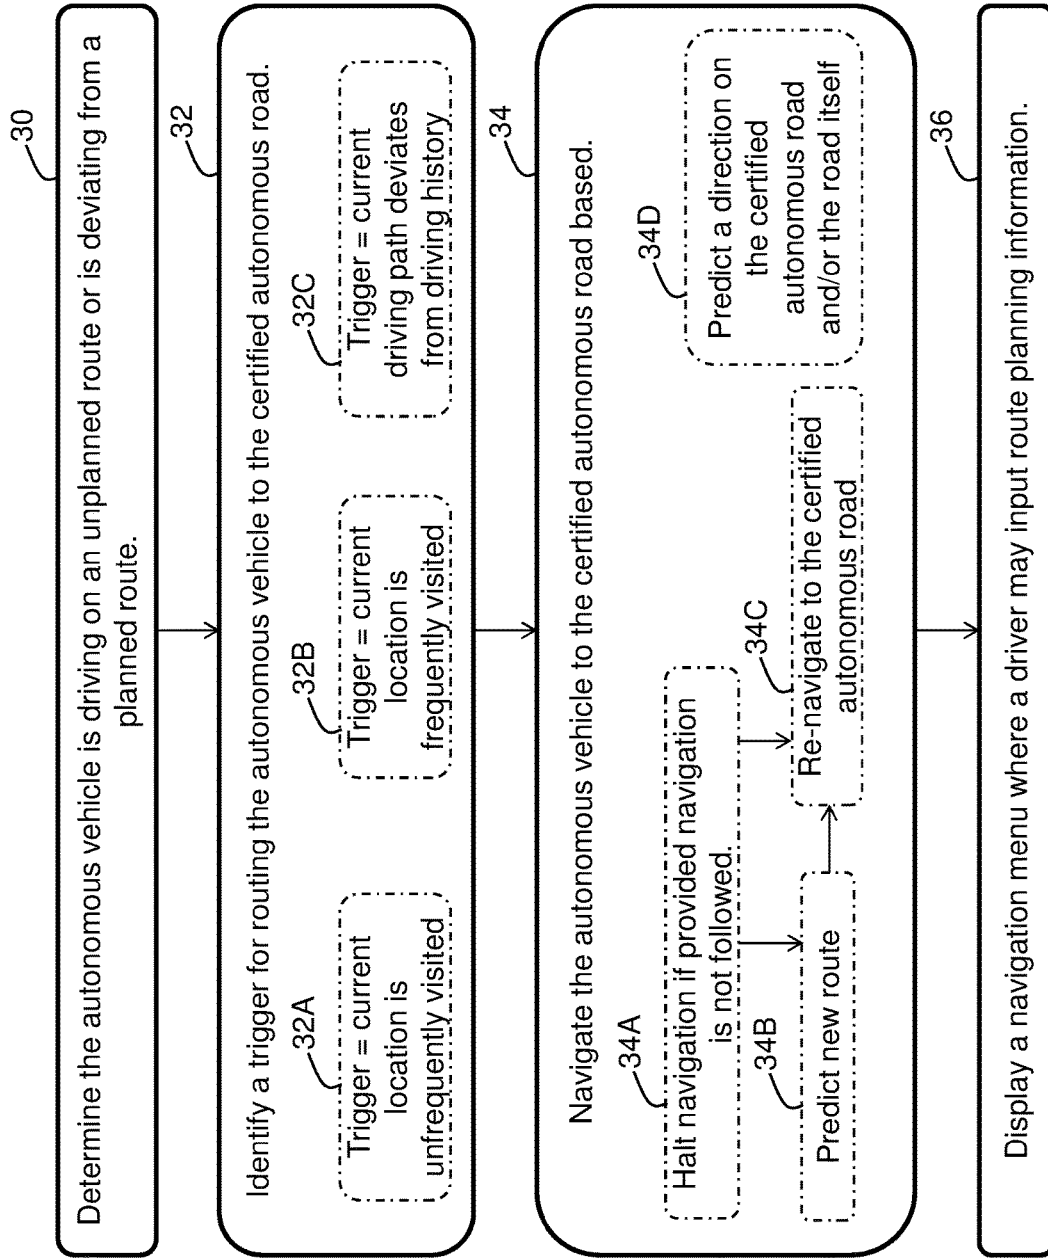 30
Determine the autonomous vehicle is driving on an unplanned route or is deviating from a
planned route.
32
Identify a trigger for routing the autonomous vehicle to the certified autonomous road.
32A
Trigger = current
location is
unfrequently visited
32B
Trigger = current
location is
frequently visited
32C
Trigger = current
driving path deviates
from driving history
34
Navigate the autonomous vehicle to the certified autonomous road based.
34A
Halt navigation if provided navigation
is not followed.
34B
Predict new route
34C
Re-navigate to the certified
autonomous road
34D
Predict a direction on
the certified
autonomous road
and/or the road itself
36
Display a navigation menu where a driver may input route planning information.